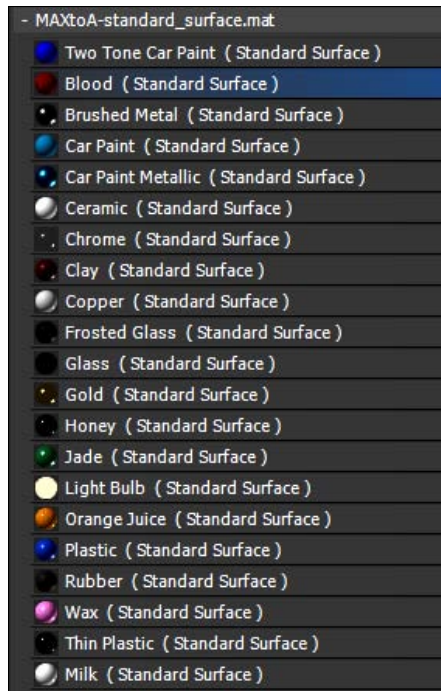 - MAXtoA-standard_surface.mat
Two Tone Car Paint ( Standard Surface )
Blood ( Standard Surface )
Brushed Metal ( Standard Surface )
Car Paint ( Standard Surface )
Car Paint Metallic ( Standard Surface )
Ceramic ( Standard Surface )
Chrome ( Standard Surface )
Clay ( Standard Surface )
Copper ( Standard Surface )
Frosted Glass ( Standard Surface )
Glass ( Standard Surface )
Gold ( Standard Surface )
Honey ( Standard Surface )
Jade ( Standard Surface )
Light Bulb ( Standard Surface )
Orange Juice ( Standard Surface )
Plastic ( Standard Surface )
Rubber ( Standard Surface )
Wax ( Standard Surface )
Thin Plastic ( Standard Surface )
Milk ( Standard Surface )